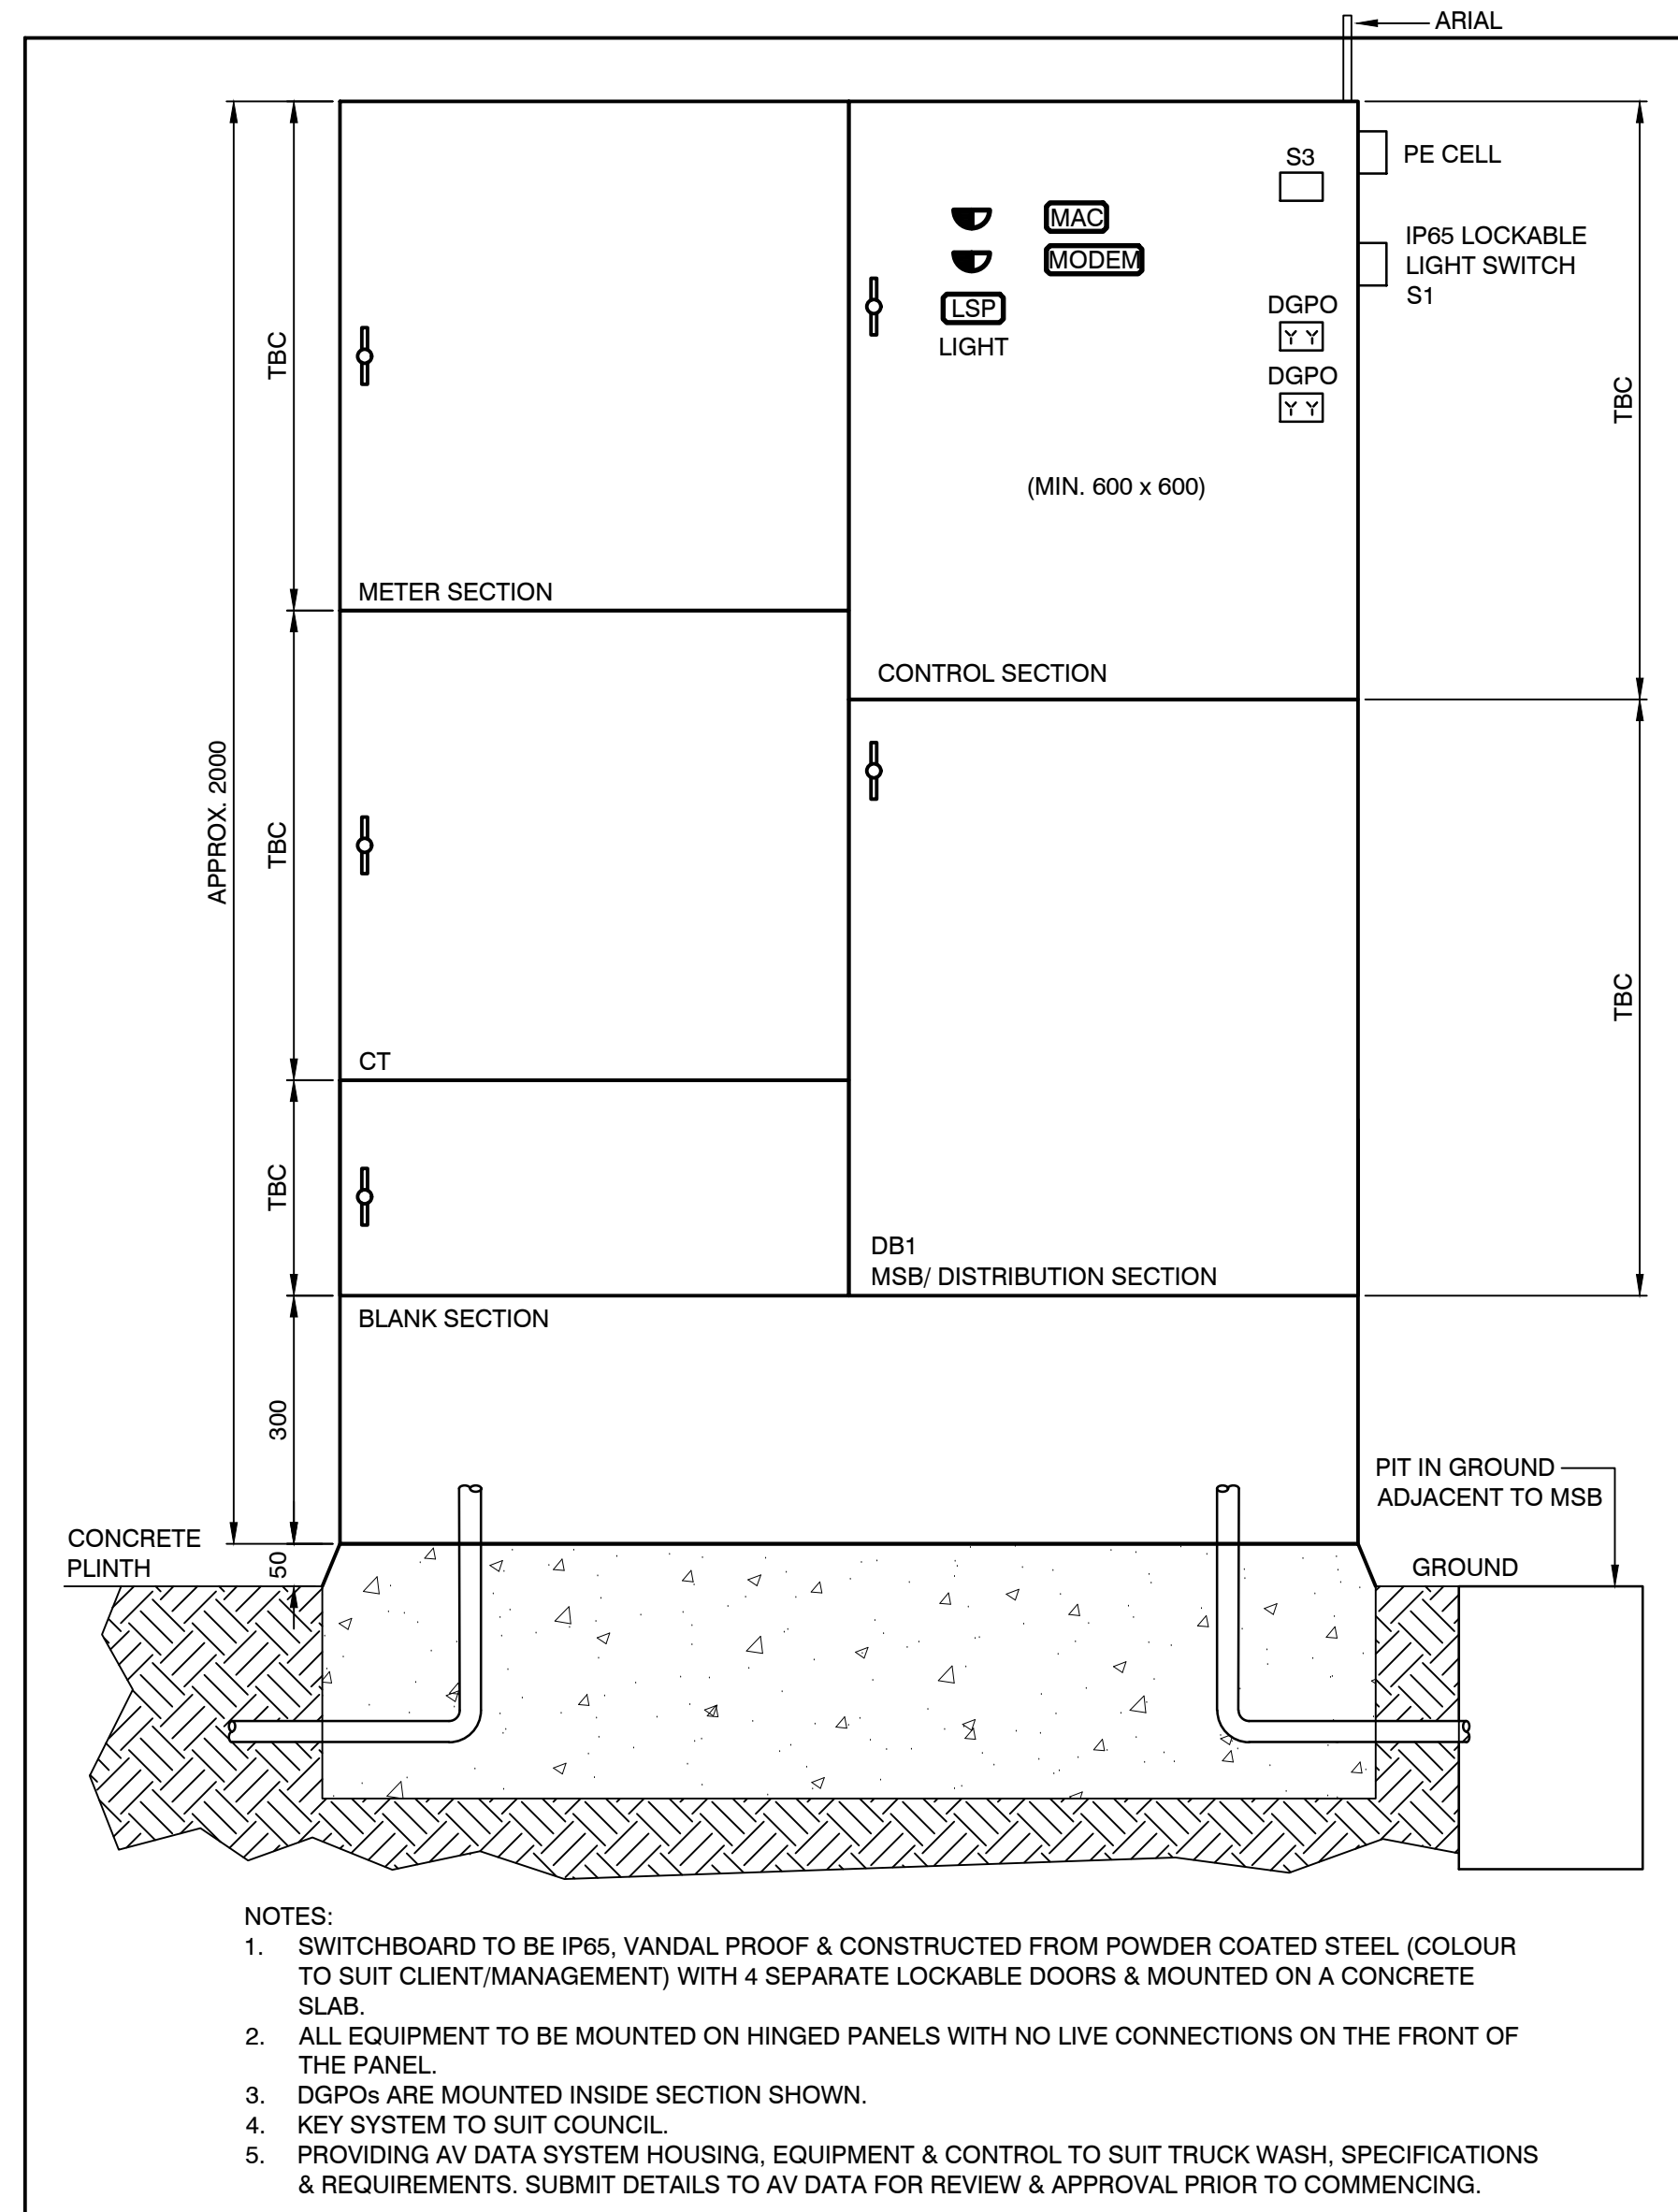 ARIAL
S3
PE CELL
MAC
MODEM
IP65 LOCKABLE
LIGHT SWITCH
S1
LSP
LIGHT
DGPO
DGPO
TBC
TBC
(MIN. 600 x 600)
METER SECTION
CONTROL SECTION
APPROX. 2000
TBC
TBC
CT
TBC
DB1
MSB/ DISTRIBUTION SECTION
BLANK SECTION
300
PIT IN GROUND
ADJACENT TO MSB
CONCRETE
PLINTH
50
GROUND
NOTES:
1. SWITCHBOARD TO BE IP65, VANDAL PROOF & CONSTRUCTED FROM POWDER COATED STEEL (COLOUR
TO SUIT CLIENT/MANAGEMENT) WITH 4 SEPARATE LOCKABLE DOORS & MOUNTED ON A CONCRETE
SLAB.
2. ALL EQUIPMENT TO BE MOUNTED ON HINGED PANELS WITH NO LIVE CONNECTIONS ON THE FRONT OF
THE PANEL.
3. DGPOs ARE MOUNTED INSIDE SECTION SHOWN.
4. KEY SYSTEM TO SUIT COUNCIL.
5. PROVIDING AV DATA SYSTEM HOUSING, EQUIPMENT & CONTROL TO SUIT TRUCK WASH, SPECIFICATIONS
& REQUIREMENTS. SUBMIT DETAILS TO AV DATA FOR REVIEW & APPROVAL PRIOR TO COMMENCING.